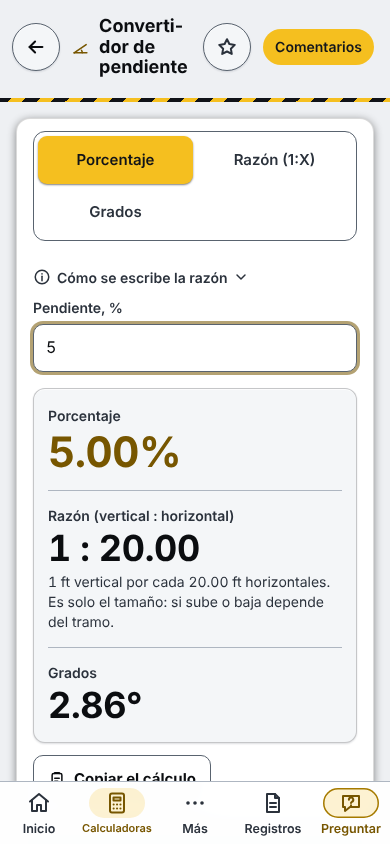 Converti-
dor de
pendiente
Comentarios
Porcentaje
Razón (1:X)
Grados
Cómo se escribe la razón
Pendiente, %
5
Porcentaje
5.00%
Razón (vertical : horizontal)
1 : 20.00
1 ft vertical por cada 20.00 ft horizontales.
Es solo el tamaño: si sube o baja depende
del tramo.
Grados
2.86°
Copiar el cálculo
Inicio
Calculadoras
Más
Registros
Preguntar